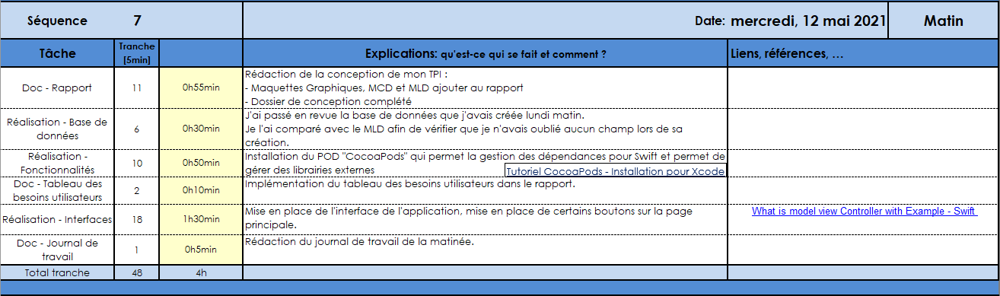 Séquence 7 Date: mercredi, 12 mai 2021 Matin
Tâche Tranche [5min] Explications: qu'est-ce qui se fait et comment ? Liens, références, …
Doc - Rapport 11 0h55min
Rédaction de la conception de mon TPI :
- Maquettes Graphiques, MCD et MLD ajouter au rapport
- Dossier de conception complété
Réalisation - Base de
données
6 0h30min
J'ai passé en revue la base de données que j'avais créée lundi matin.
Je l'ai comparé avec le MLD afin de vérifier que je n'avais oublié aucun champ lors de sa
création.
Réalisation -
Fonctionnalités
10 0h50min
Installation du POD "CocoaPods" qui permet la gestion des dépendances pour Swift et permet de
gérer des librairies externes
Tutoriel CocoaPods - Installation pour Xcode
Doc - Tableau des
besoins utilisateurs
2 0h10min
Implémentation du tableau des besoins utilisateurs dans le rapport.
Réalisation - Interfaces 18 1h30min
Mise en place de l'interface de l'application, mise en place de certains boutons sur la page
principale.
What is model view Controller with Example - Swift
Doc - Journal de
travail
1 0h5min
Rédaction du journal de travail de la matinée.
Total tranche 48 4h